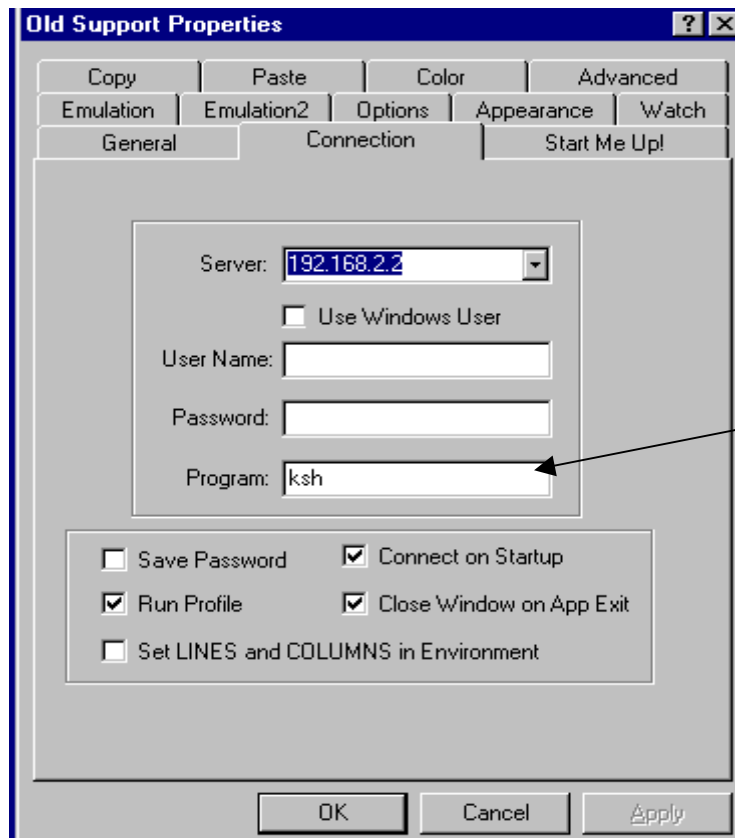 Old Support Properties ? X
Copy Paste Color Advanced
Emulation Emulation2 Options Appearance Watch
General Connection Start Me Up!
Server: 192.168.2.2
Use Windows User
User Name:
Password:
Program: ksh
Save Password Connect on Startup
Run Profile Close Window on App Exit
Set LINES and COLUMNS in Environment
OK Cancel Apply